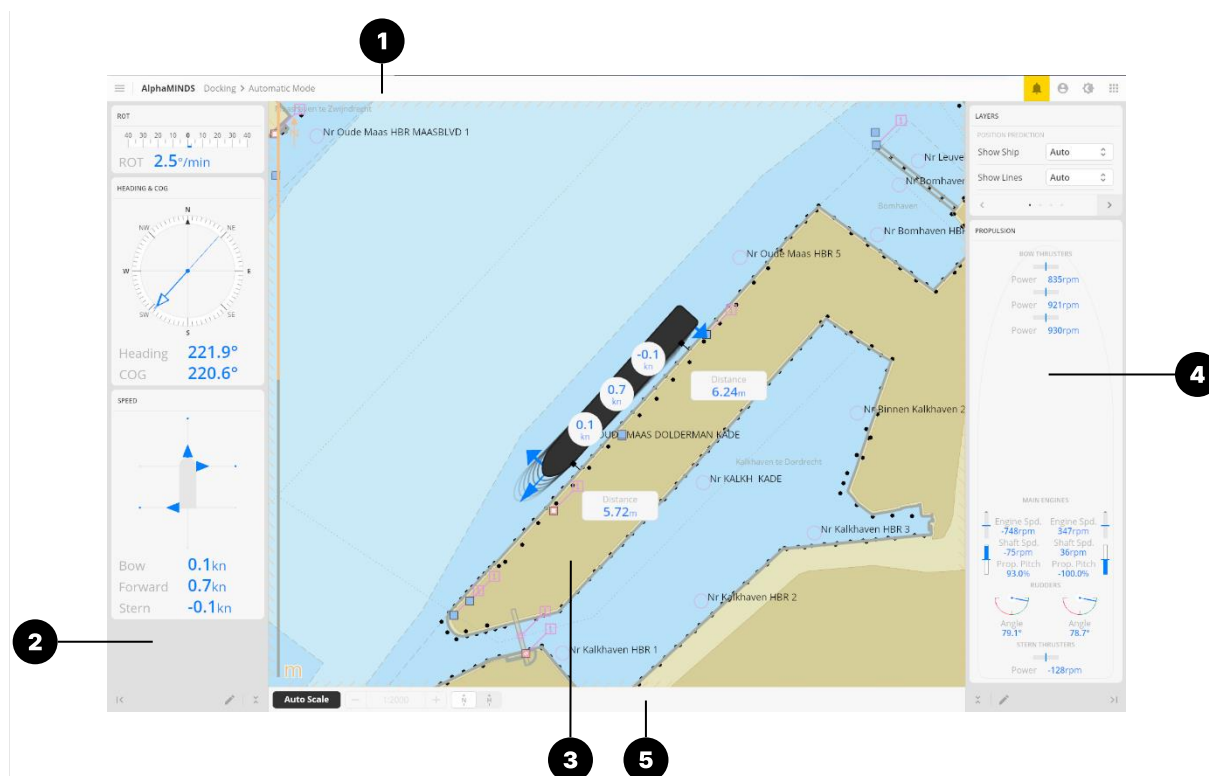 1
AlphaMINDS Docking > Automatic Mode
ROT
40 30 20 10 0 10 20 30 40
ROT 2.5°/min
HEADING & COG
N
NW NE
W E
SW SE
S
Heading 221.9°
COG 220.6°
SPEED
Bow 0.1kn
Forward 0.7kn
Stern -0.1kn
2
Nr Oude Maas HBR MAASBLVD 1
Nr Leuve
Nr Bomhaven
Bomhaven
Nr Bomhaven HBR
Nr Oude Maas HBR 5
-0.1
kn
0.7
kn
0.1
kn
Distance
6.24m
Nr Binnen Kalkhaven 2
MAAS DOLDERMAN KADE
Kalkhaven te Dordrecht
Nr KALKH KADE
Distance
5.72m
Nr Kalkhaven HBR 3
Nr Kalkhaven HBR 2
Nr Kalkhaven HBR 1
m
Auto Scale − 1:2000 +
3
5
LAYERS
POSITION PREDICTION
Show Ship Auto
Show Lines Auto
PROPULSION
BOW THRUSTERS
Power 835rpm
Power 921rpm
Power 930rpm
4
MAIN ENGINES
Engine Spd. Engine Spd.
-748rpm 347rpm
Shaft Spd. Shaft Spd.
-75rpm 36rpm
Prop. Pitch Prop. Pitch
93.0% -100.0%
RUDDERS
Angle Angle
79.1° 78.7°
STERN THRUSTERS
Power -128rpm